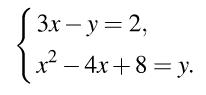 3x − y = 2,
x² − 4x + 8 = y.